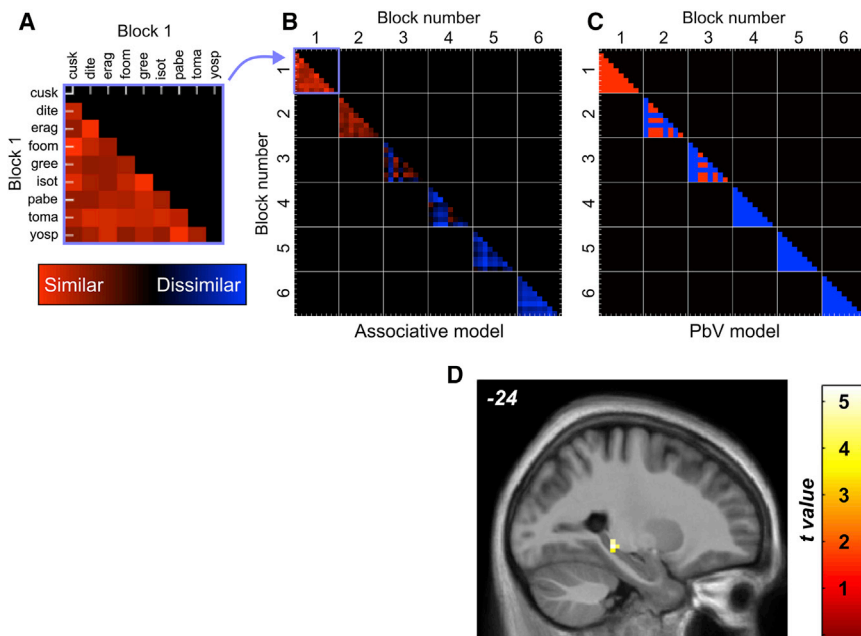 A
Block 1
cusk
dite
erag
foom
gree
isot
pabe
toma
yosp
Block 1
cusk
dite
erag
foom
gree
isot
pabe
toma
yosp
Similar
Dissimilar
B
Block number
1 2 3 4 5 6
Block number
1
2
3
4
5
6
Associative model
C
Block number
1 2 3 4 5 6
1
2
3
4
5
6
PbV model
D
-24
t value
5
4
3
2
1